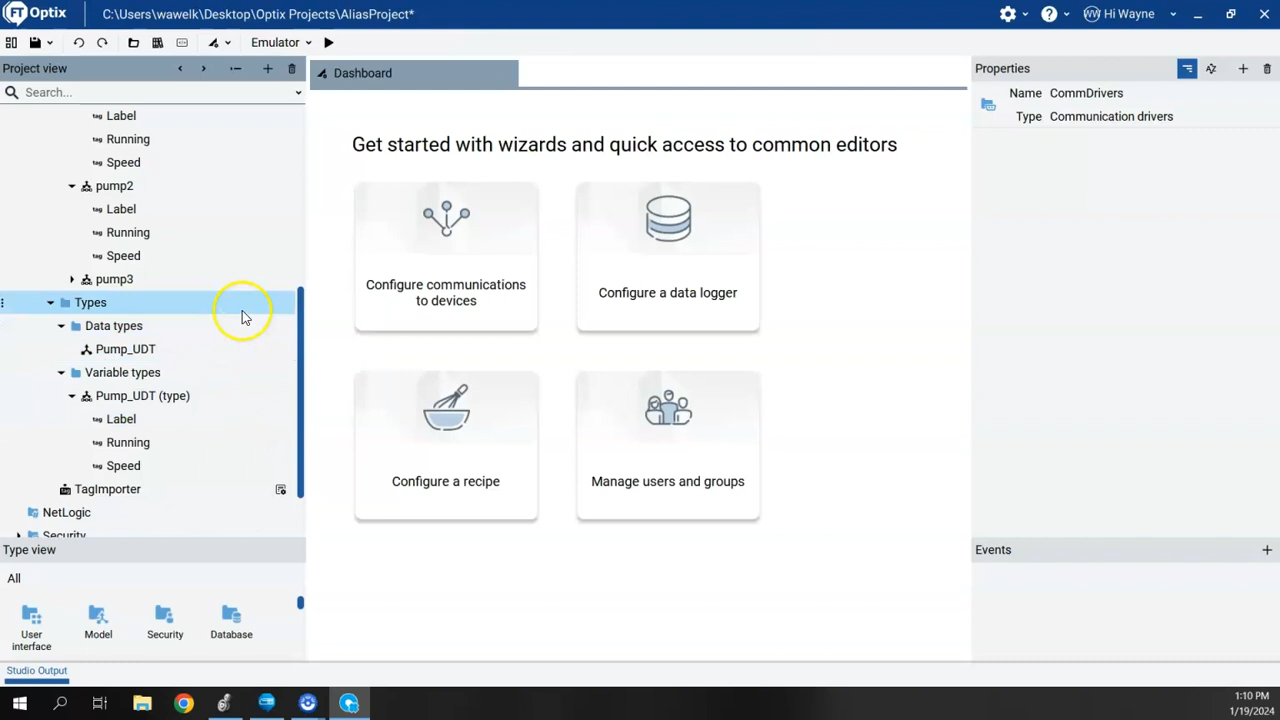 FTOptix
C:\Users\wawelk\Desktop\Optix Projects\AliasProject*
WW Hi Wayne
Emulator
Project view
Search...
Label
Running
Speed
pump2
Label
Running
Speed
pump3
Types
Data types
Pump_UDT
Variable types
Pump_UDT (type)
Label
Running
Speed
TagImporter
NetLogic
Security
Type view
All
User
interface
Model
Security
Database
Studio Output
Dashboard
Get started with wizards and quick access to common editors
Configure communications
to devices
Configure a data logger
Configure a recipe
Manage users and groups
Properties
Name CommDrivers
Type Communication drivers
Events
1:10 PM
1/19/2024